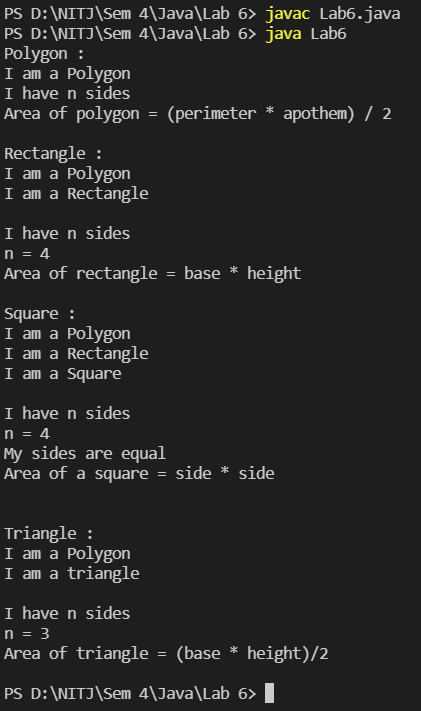 PS D:\NITJ\Sem 4\Java\Lab 6> javac Lab6.java
PS D:\NITJ\Sem 4\Java\Lab 6> java Lab6
Polygon :
I am a Polygon
I have n sides
Area of polygon = (perimeter * apothem) / 2
Rectangle :
I am a Polygon
I am a Rectangle
I have n sides
n = 4
Area of rectangle = base * height
Square :
I am a Polygon
I am a Rectangle
I am a Square
I have n sides
n = 4
My sides are equal
Area of a square = side * side
Triangle :
I am a Polygon
I am a triangle
I have n sides
n = 3
Area of triangle = (base * height)/2
PS D:\NITJ\Sem 4\Java\Lab 6>